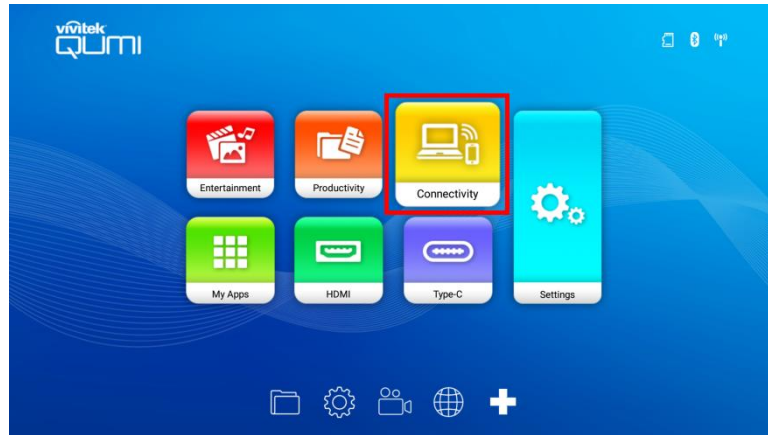 vivitek
QUMI
Entertainment
Productivity
Connectivity
My Apps
HDMI
Type-C
Settings